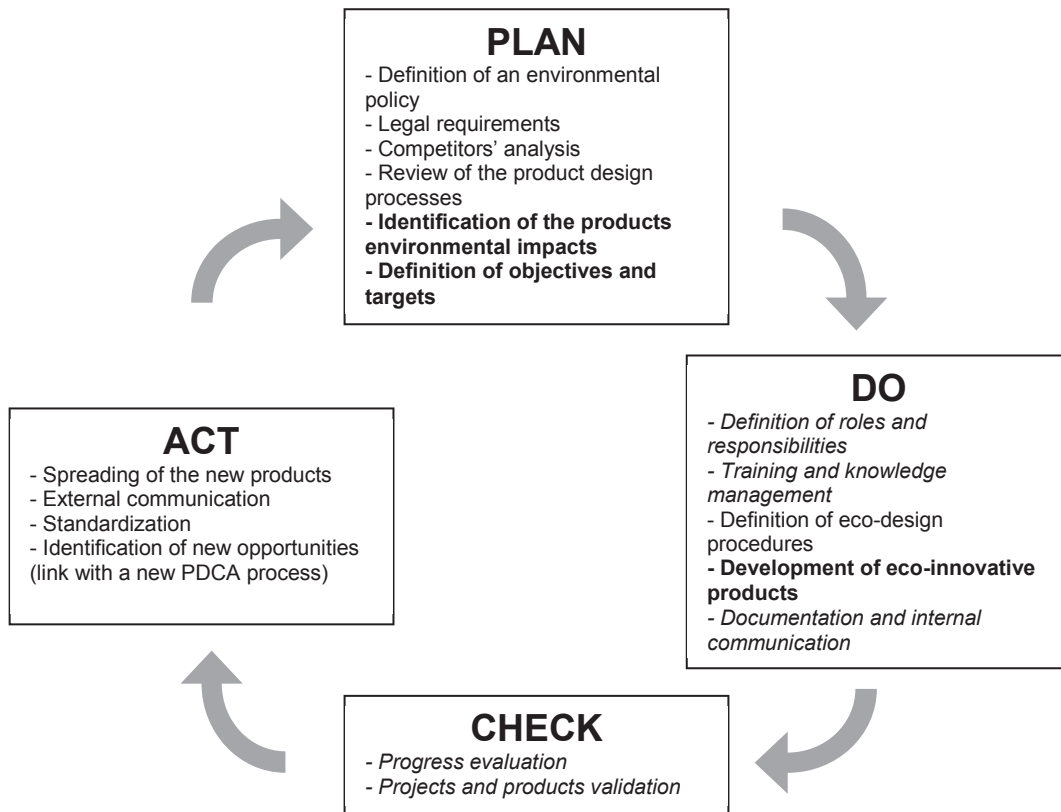 PLAN
- Definition of an environmental
policy
- Legal requirements
- Competitors' analysis
- Review of the product design
processes
- Identification of the products
environmental impacts
- Definition of objectives and
targets
DO
- Definition of roles and
responsibilities
- Training and knowledge
management
- Definition of eco-design
procedures
- Development of eco-innovative
products
- Documentation and internal
communication
CHECK
- Progress evaluation
- Projects and products validation
ACT
- Spreading of the new products
- External communication
- Standardization
- Identification of new opportunities
(link with a new PDCA process)